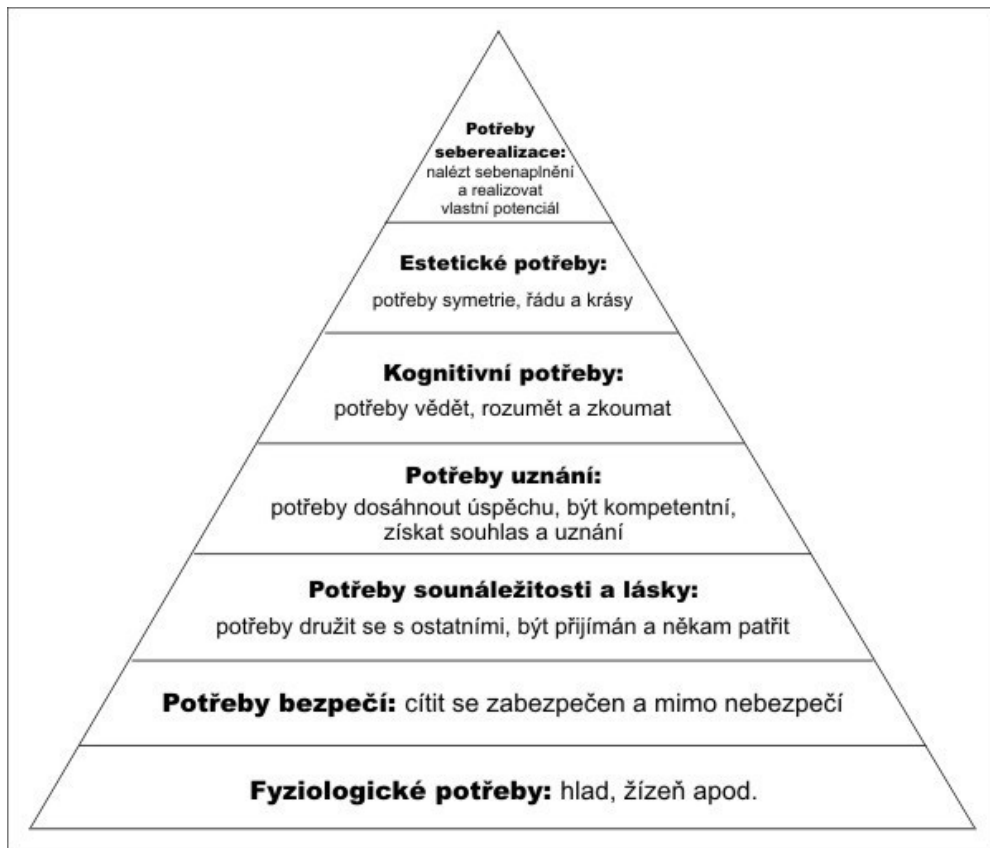 Potřeby
seberealizace:
nalézt sebenaplnění
a realizovat
vlastní potenciál
Estetické potřeby:
potřeby symetrie, řádu a krásy
Kognitivní potřeby:
potřeby vědět, rozumět a zkoumat
Potřeby uznání:
potřeby dosáhnout úspěchu, být kompetentní,
získat souhlas a uznání
Potřeby sounáležitosti a lásky:
potřeby družit se s ostatními, být přijímán a někam patřit
Potřeby bezpečí: cítit se zabezpečen a mimo nebezpečí
Fyziologické potřeby: hlad, žízeň apod.